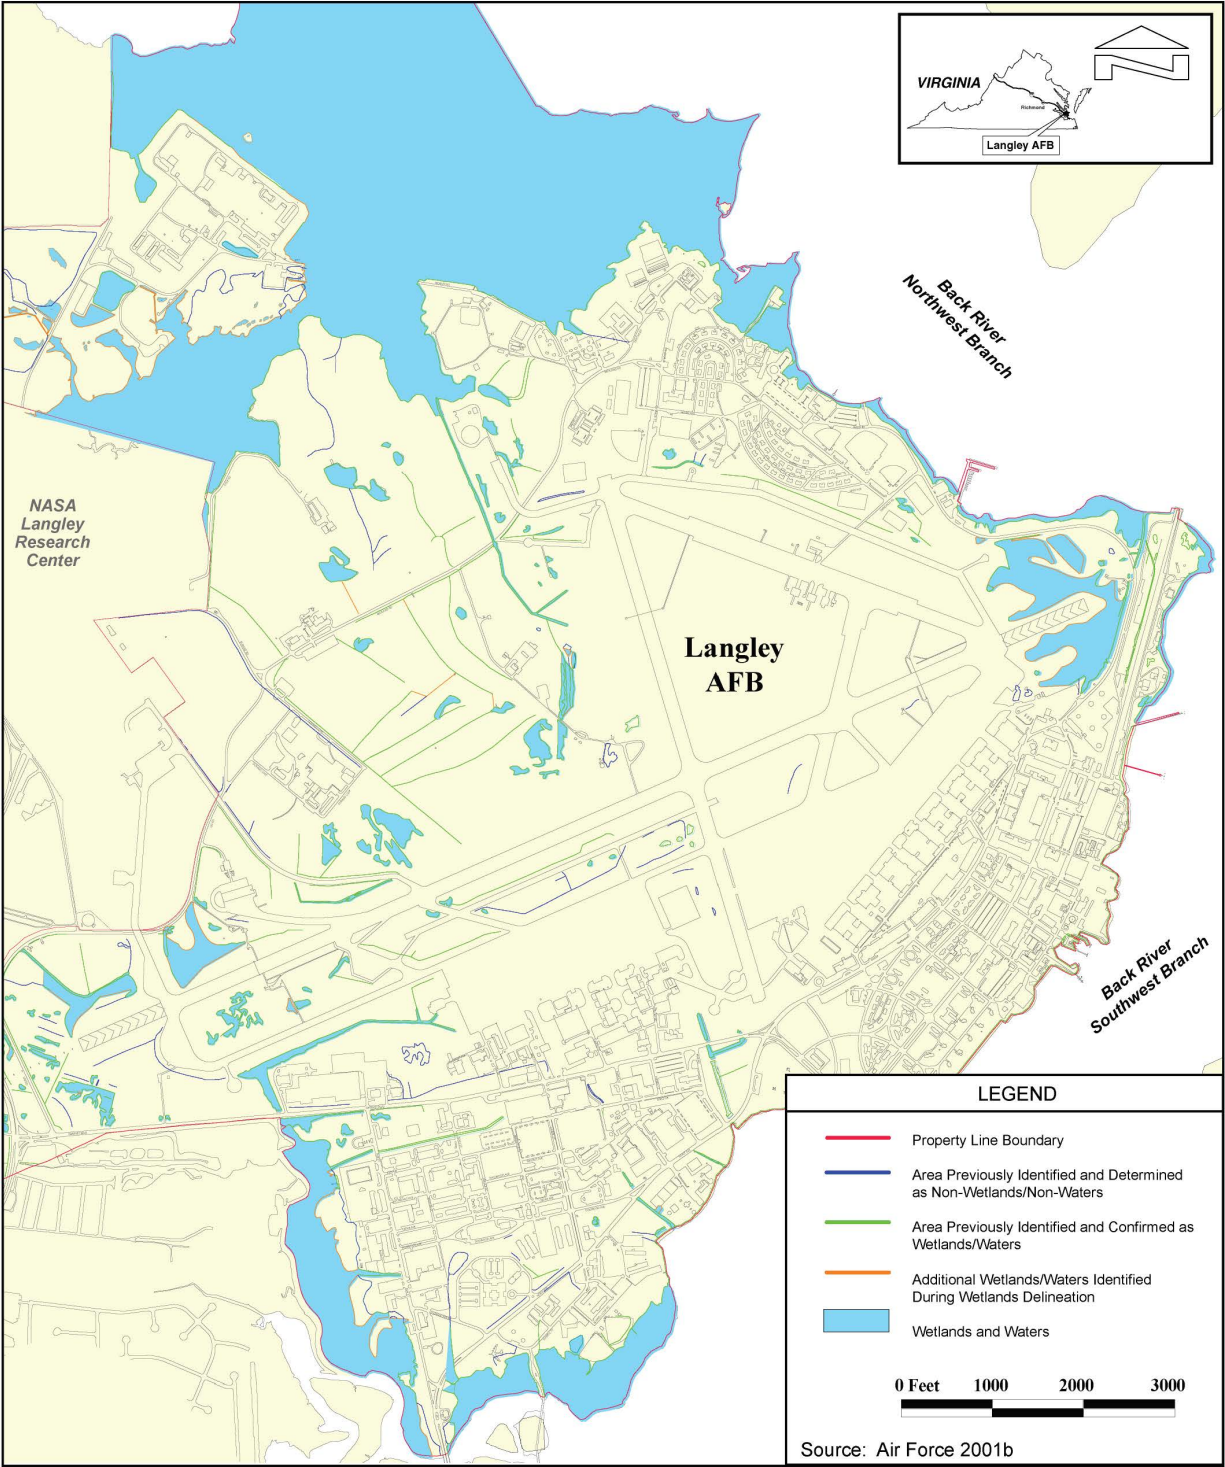 VIRGINIA
Richmond
Langley AFB
Back River
Northwest Branch
NASA
Langley
Research
Center
Langley
AFB
Back River
Southwest Branch
LEGEND
Property Line Boundary
Area Previously Identified and Determined
as Non-Wetlands/Non-Waters
Area Previously Identified and Confirmed as
Wetlands/Waters
Additional Wetlands/Waters Identified
During Wetlands Delineation
Wetlands and Waters
0 Feet 1000 2000 3000
Source: Air Force 2001b